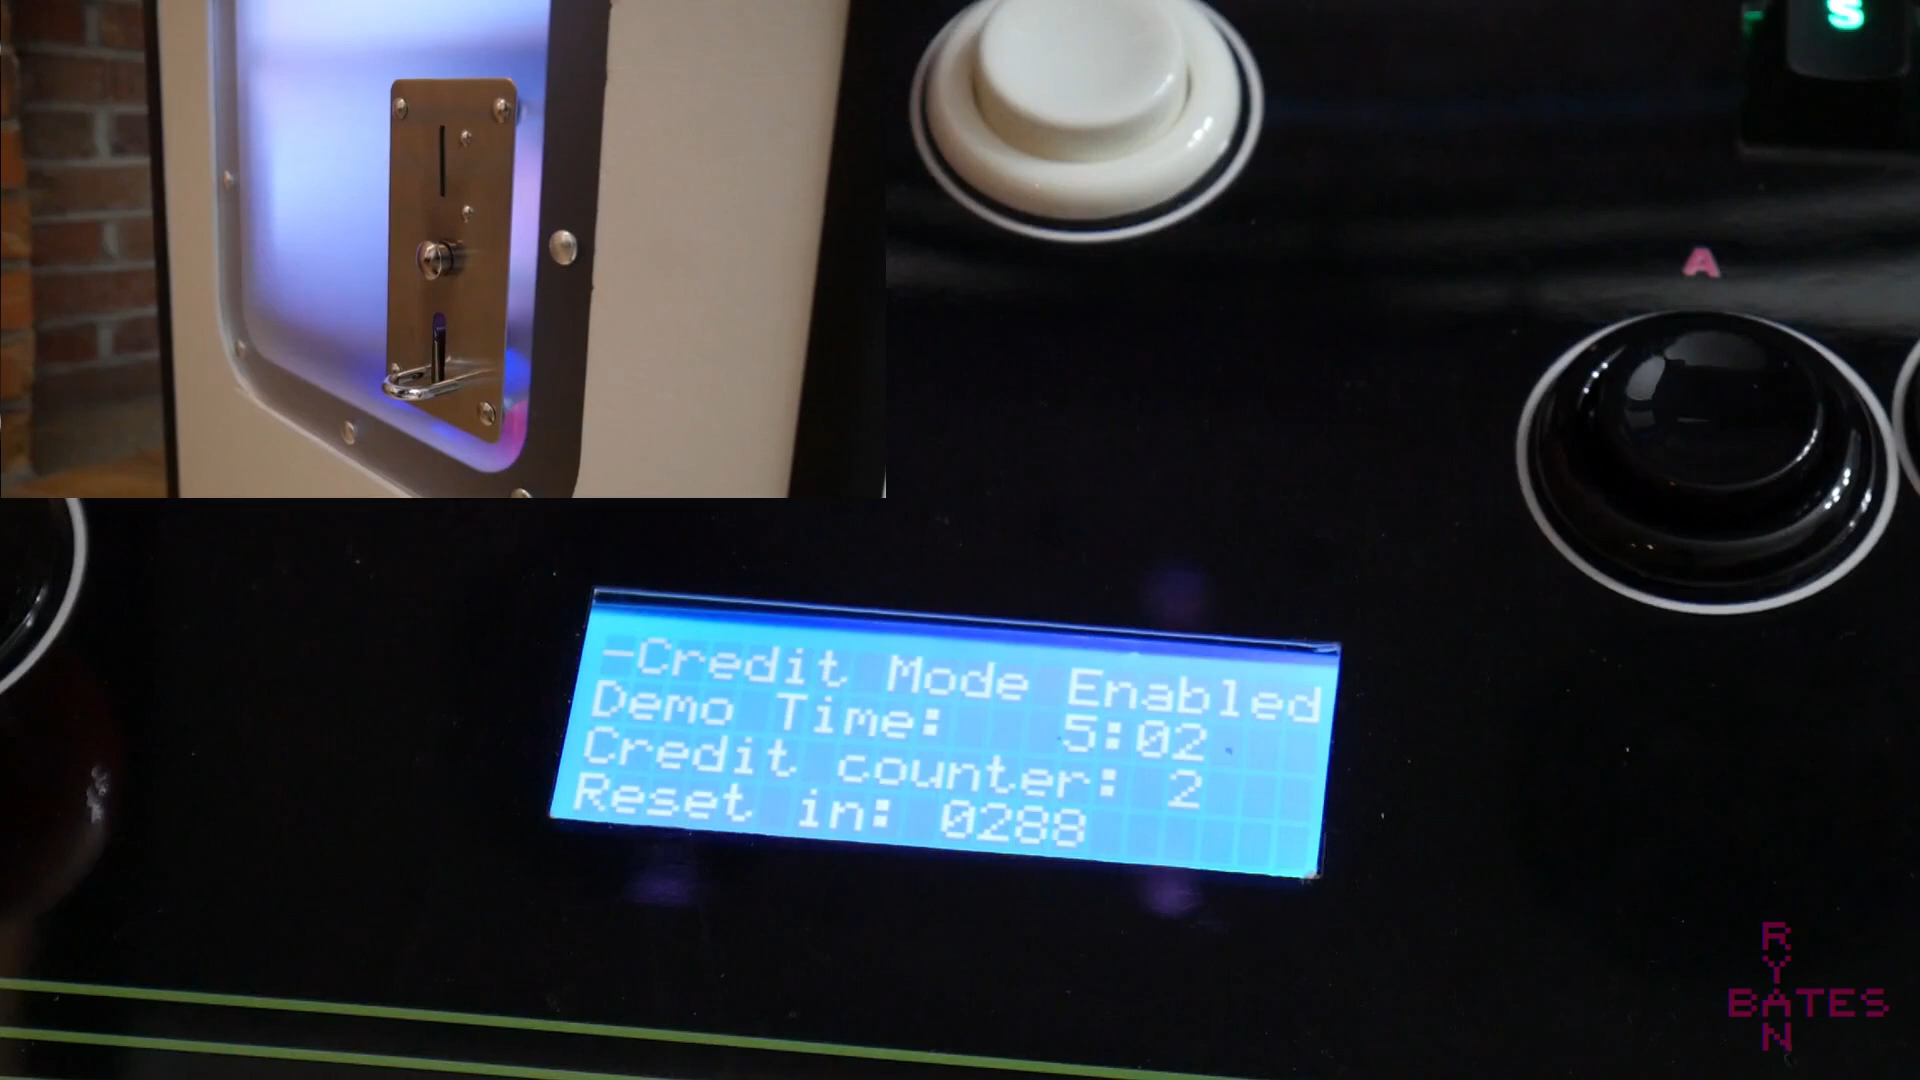 S
A
-Credit Mode Enabled
Demo Time: 5:02
Credit counter: 2
Reset in: 0288
RYAN
BATES